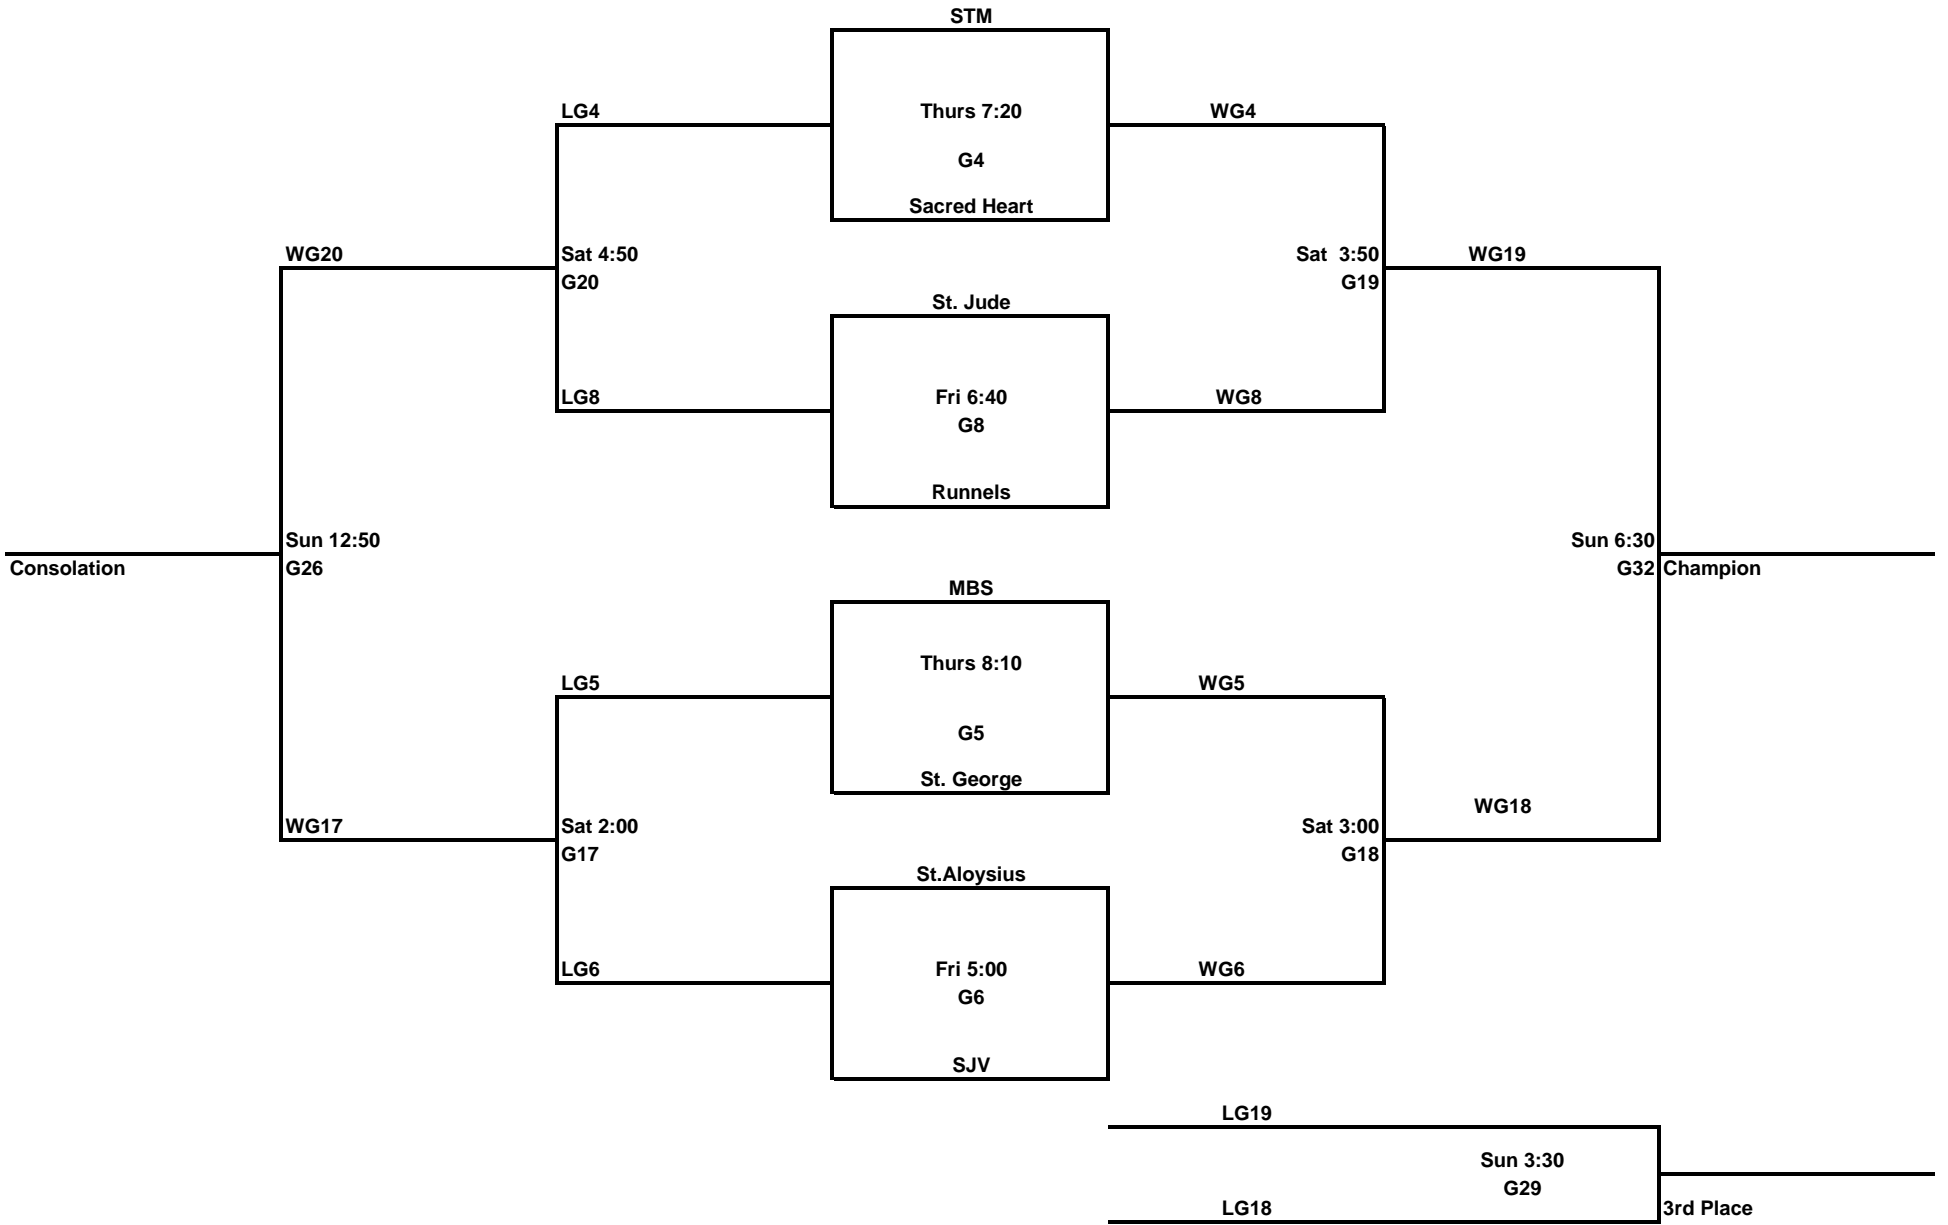 STM
LG4
Thurs 7:20
WG4
G4
Sacred Heart
WG20
Sat 4:50
Sat  3:50
WG19
G20
G19
St. Jude
LG8
Fri 6:40
WG8
G8
Runnels
Sun 12:50
Sun 6:30
Consolation
G26
G32
Champion
MBS
Thurs 8:10
LG5
WG5
G5
St. George
WG18
WG17
Sat 2:00
Sat 3:00
G17
G18
St.Aloysius
LG6
Fri 5:00
WG6
G6
SJV
LG19
Sun 3:30
G29
LG18
3rd Place